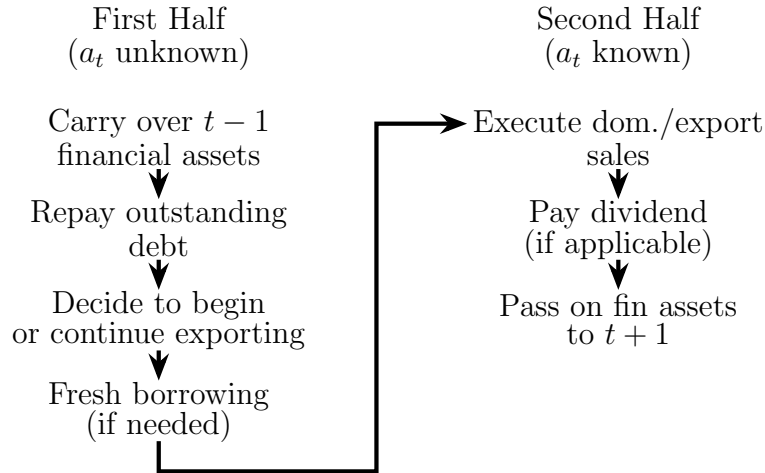 First Half
(a_t unknown)
Carry over t − 1
financial assets
Repay outstanding
debt
Decide to begin
or continue exporting
Fresh borrowing
(if needed)
Second Half
(a_t known)
Execute dom./export
sales
Pay dividend
(if applicable)
Pass on fin assets
to t + 1